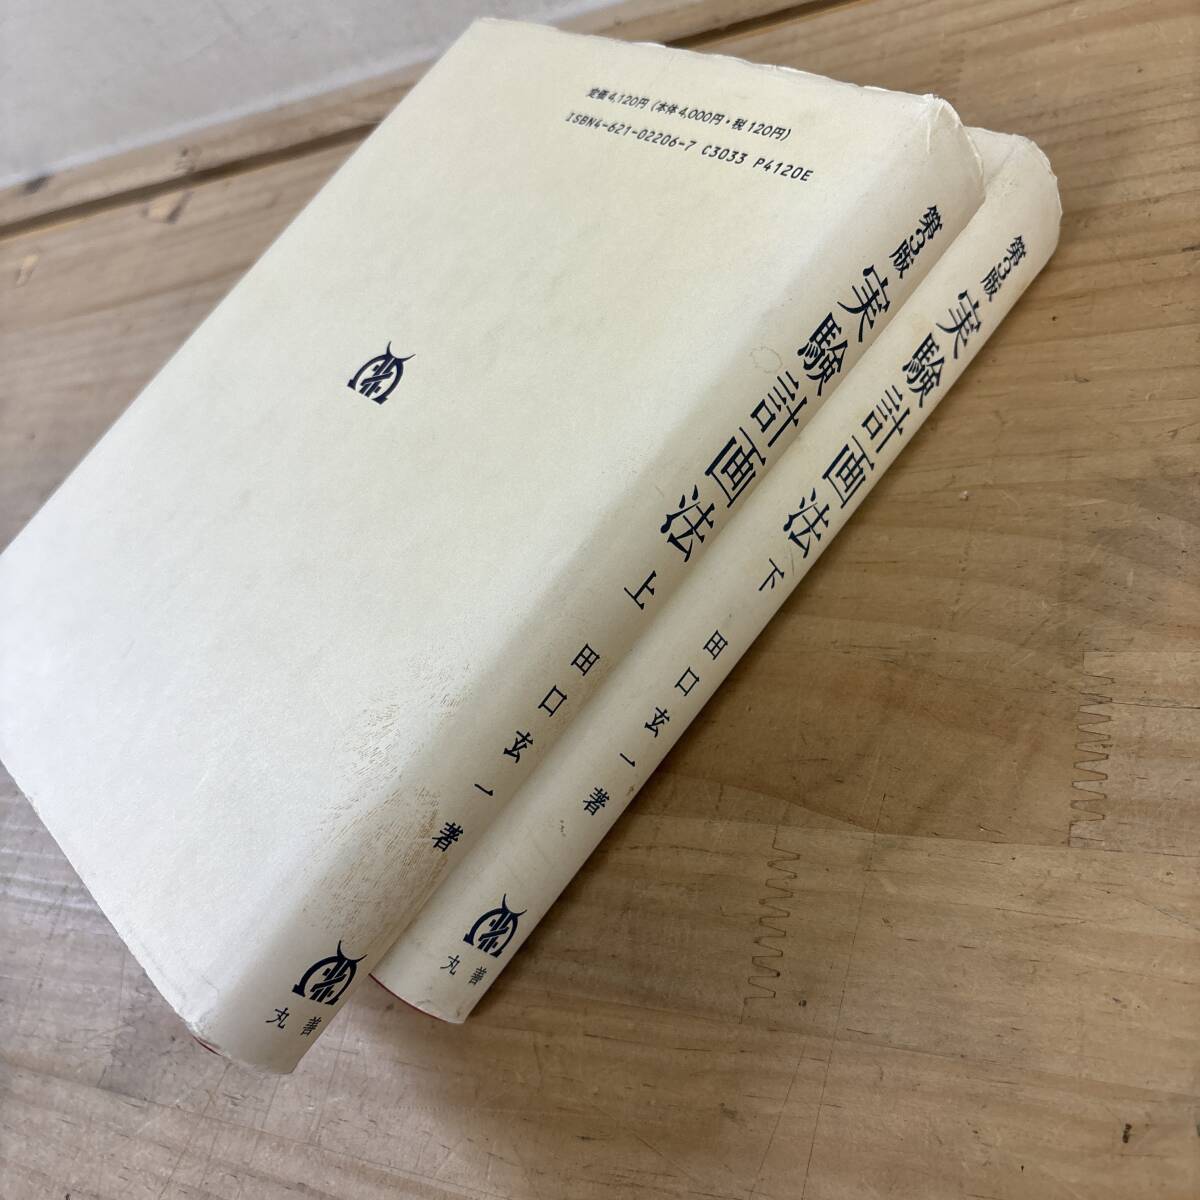 定価4,120円(本体4,000円・税120円)
ISBN4-621-02206-7 C3033 P4120E
第3版 実験計画法 上 田口玄一 著
丸善
第3版 実験計画法 下 田口玄一 著
丸善